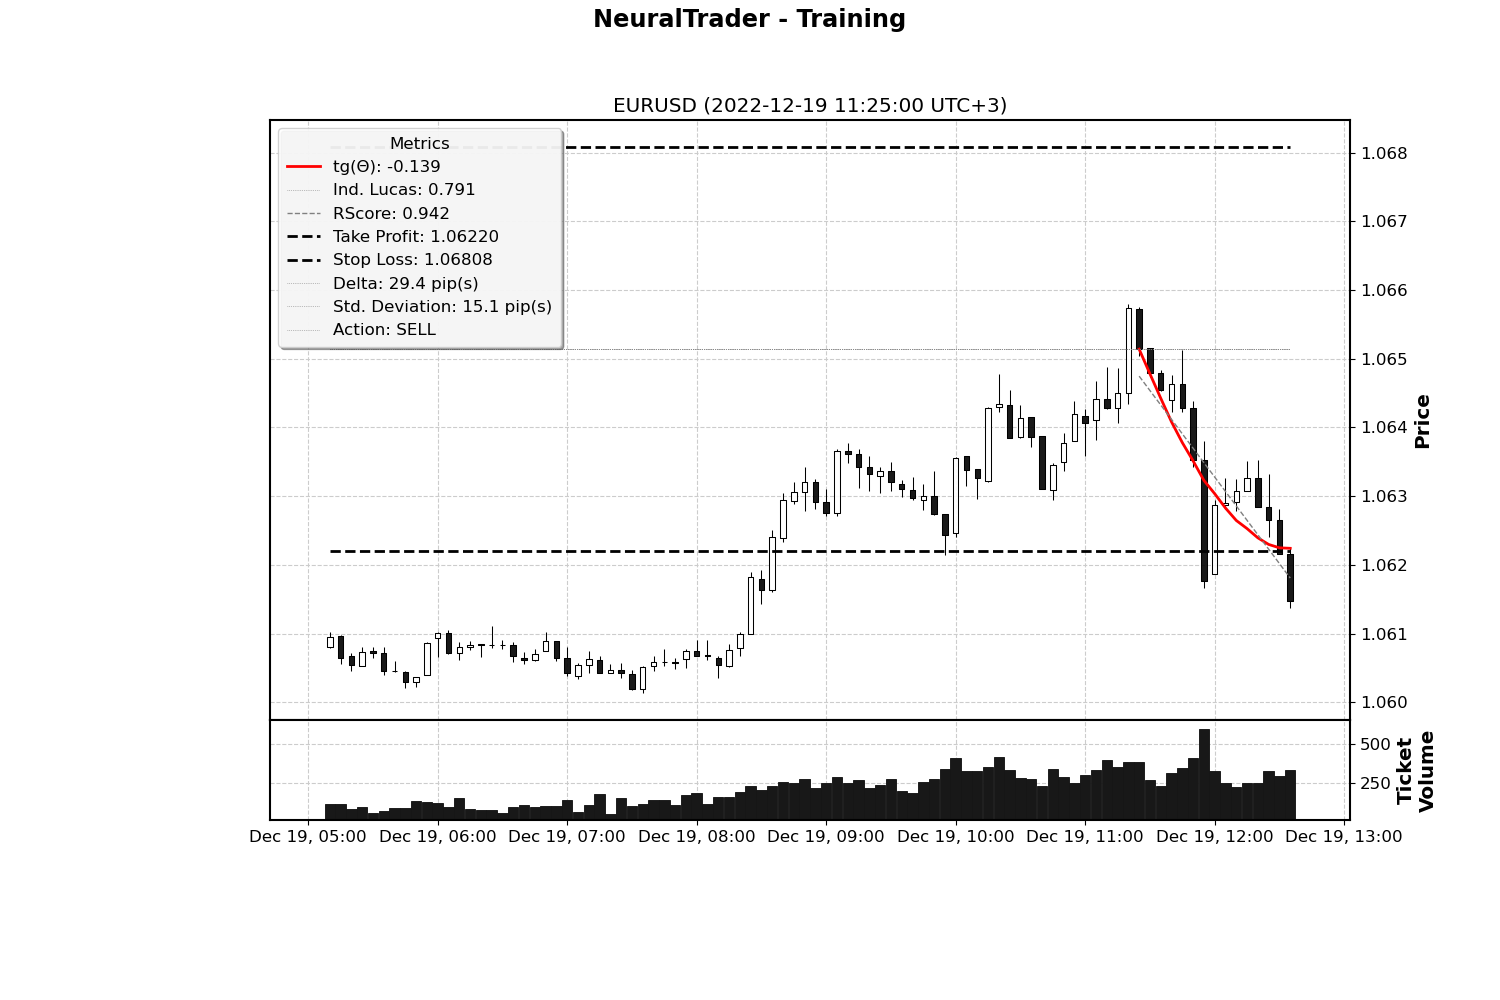 NeuralTrader - Training
EURUSD (2022-12-19 11:25:00 UTC+3)
Metrics
tg(Θ): -0.139
Ind. Lucas: 0.791
RScore: 0.942
Take Profit: 1.06220
Stop Loss: 1.06808
Delta: 29.4 pip(s)
Std. Deviation: 15.1 pip(s)
Action: SELL
1.068
1.067
1.066
1.065
1.064
1.063
1.062
1.061
1.060
Price
500
250
Ticket
Volume
Dec 19, 05:00
Dec 19, 06:00
Dec 19, 07:00
Dec 19, 08:00
Dec 19, 09:00
Dec 19, 10:00
Dec 19, 11:00
Dec 19, 12:00
Dec 19, 13:00